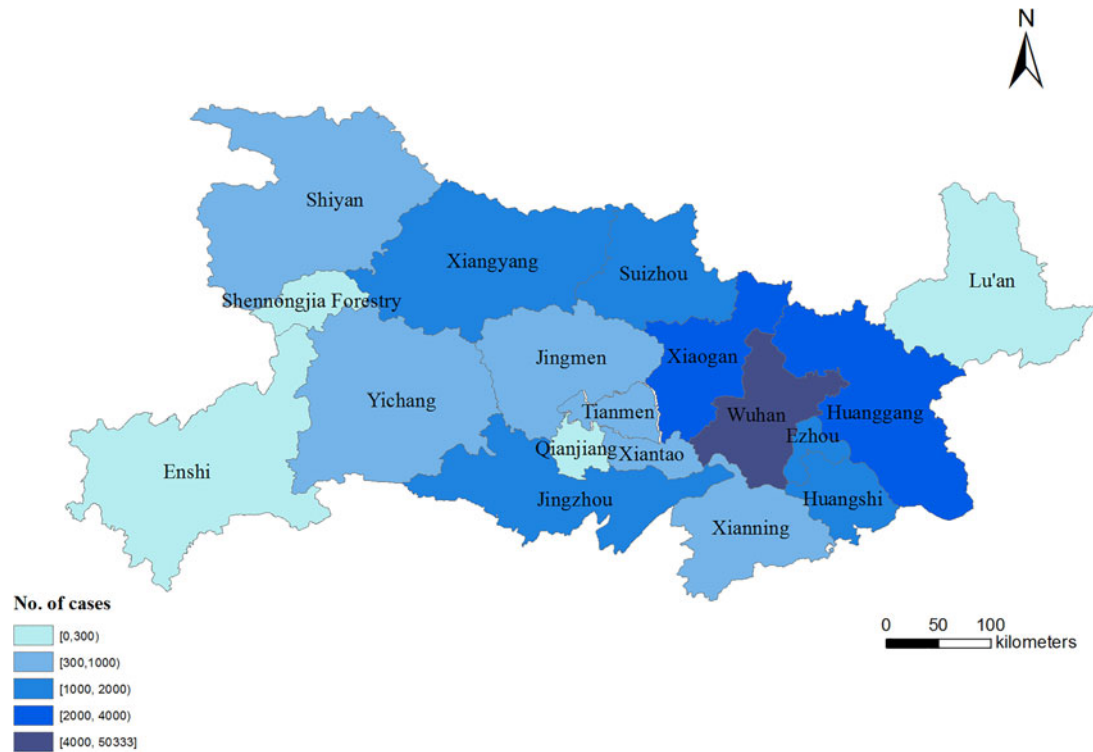 N
Shiyan
Xiangyang
Suizhou
Lu'an
Shennongjia Forestry
Jingmen
Xiaogan
Yichang
Tianmen
Wuhan
Huanggang
Ezhou
Qianjiang
Xiantao
Enshi
Jingzhou
Huangshi
Xianning
No. of cases
[0,300)
[300,1000)
[1000, 2000)
[2000, 4000)
[4000, 50333]
0 50 100
kilometers